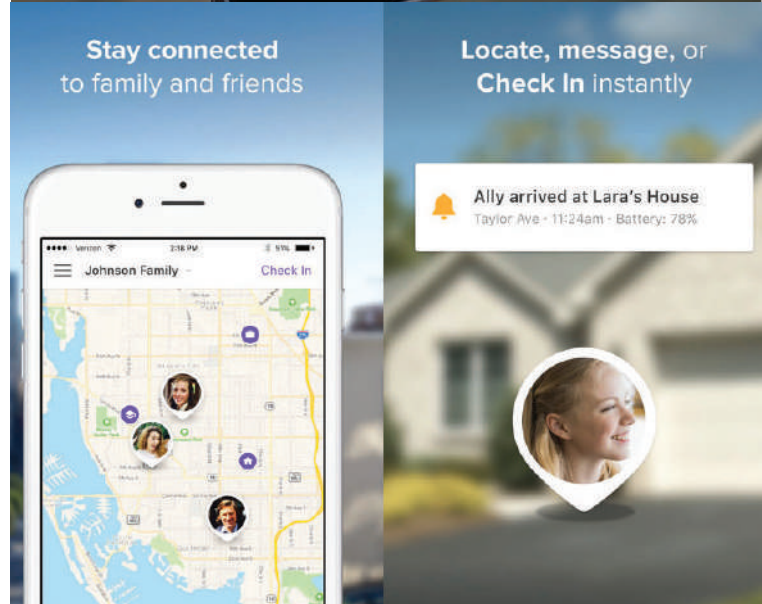 Stay connected
to family and friends
Verizon
2:18 PM
51%
Johnson Family
Check In
Locate, message, or
Check In instantly
Ally arrived at Lara's House
Taylor Ave - 11:24am - Battery: 78%